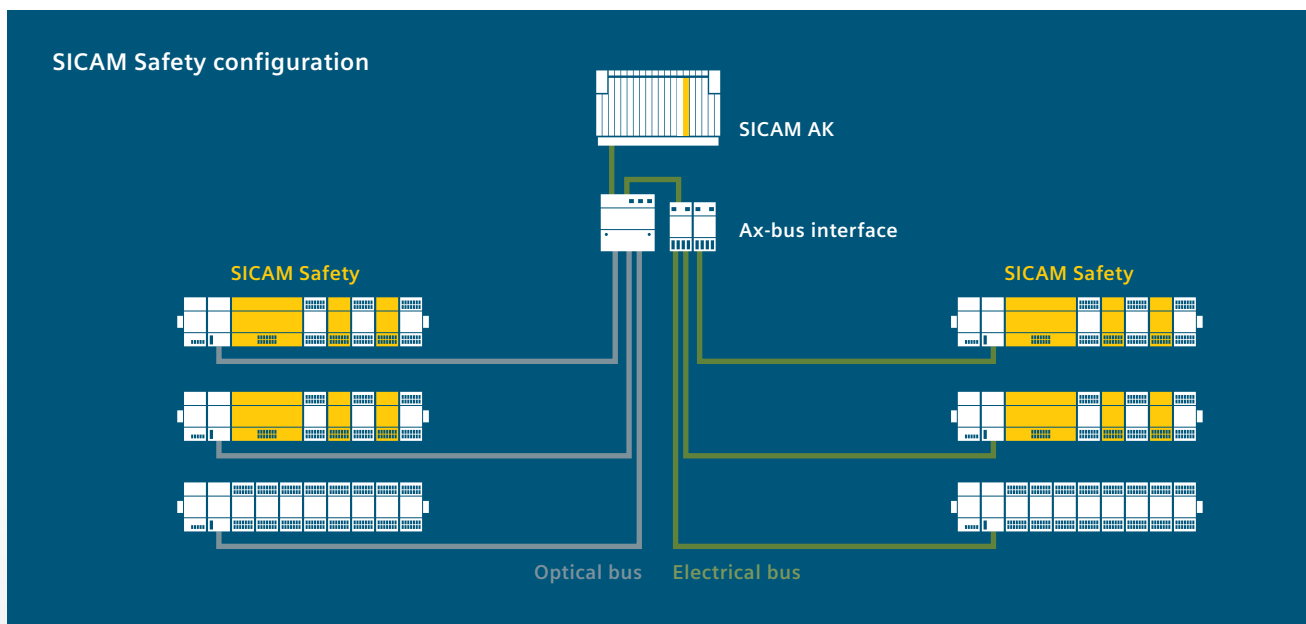 SICAM Safety configuration
SICAM AK
Ax-bus interface
SICAM Safety
SICAM Safety
Optical bus
Electrical bus